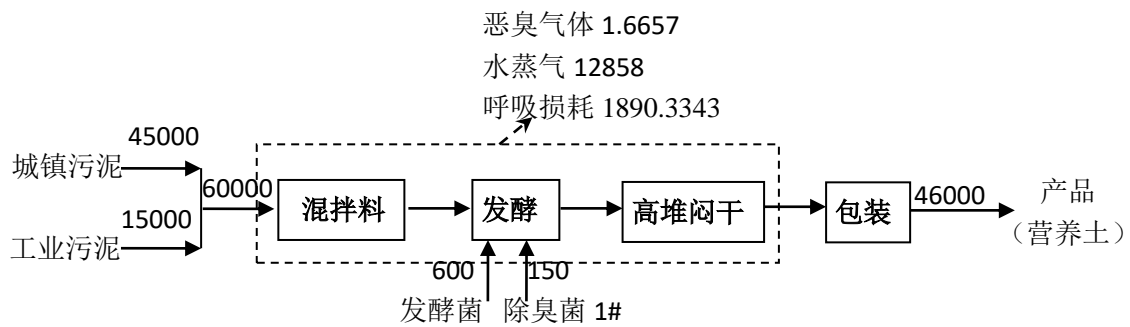 恶臭气体 1.6657
水蒸气 12858
呼吸损耗 1890.3343
45000
城镇污泥
60000
15000
工业污泥
混拌料
发酵
高堆闷干
包装
46000
产品
（营养土）
600
150
发酵菌
除臭菌 1#